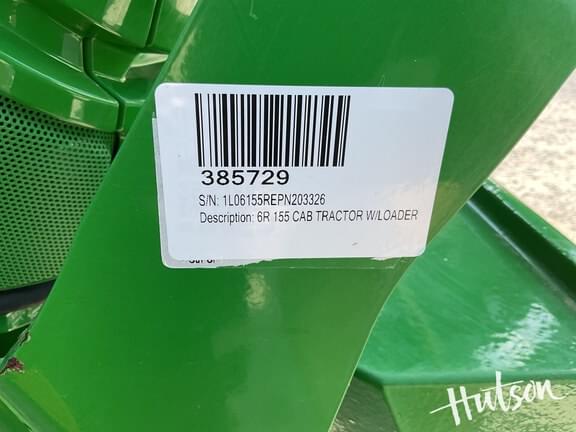 385729
S/N: 1L06155REPN203326
Description: 6R 155 CAB TRACTOR W/LOADER
Hutson